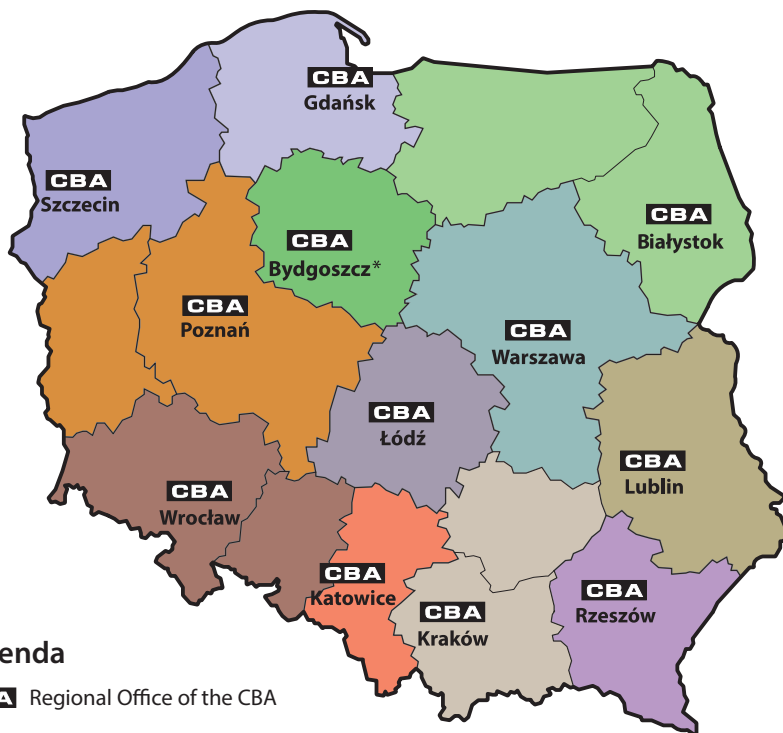 CBA
Gdańsk
CBA
Szczecin
CBA
Białystok
CBA
Bydgoszcz*
CBA
Poznań
CBA
Warszawa
CBA
Łódź
CBA
Lublin
CBA
Wrocław
CBA
Katowice
CBA
Rzeszów
CBA
Kraków
enda
A Regional Office of the CBA